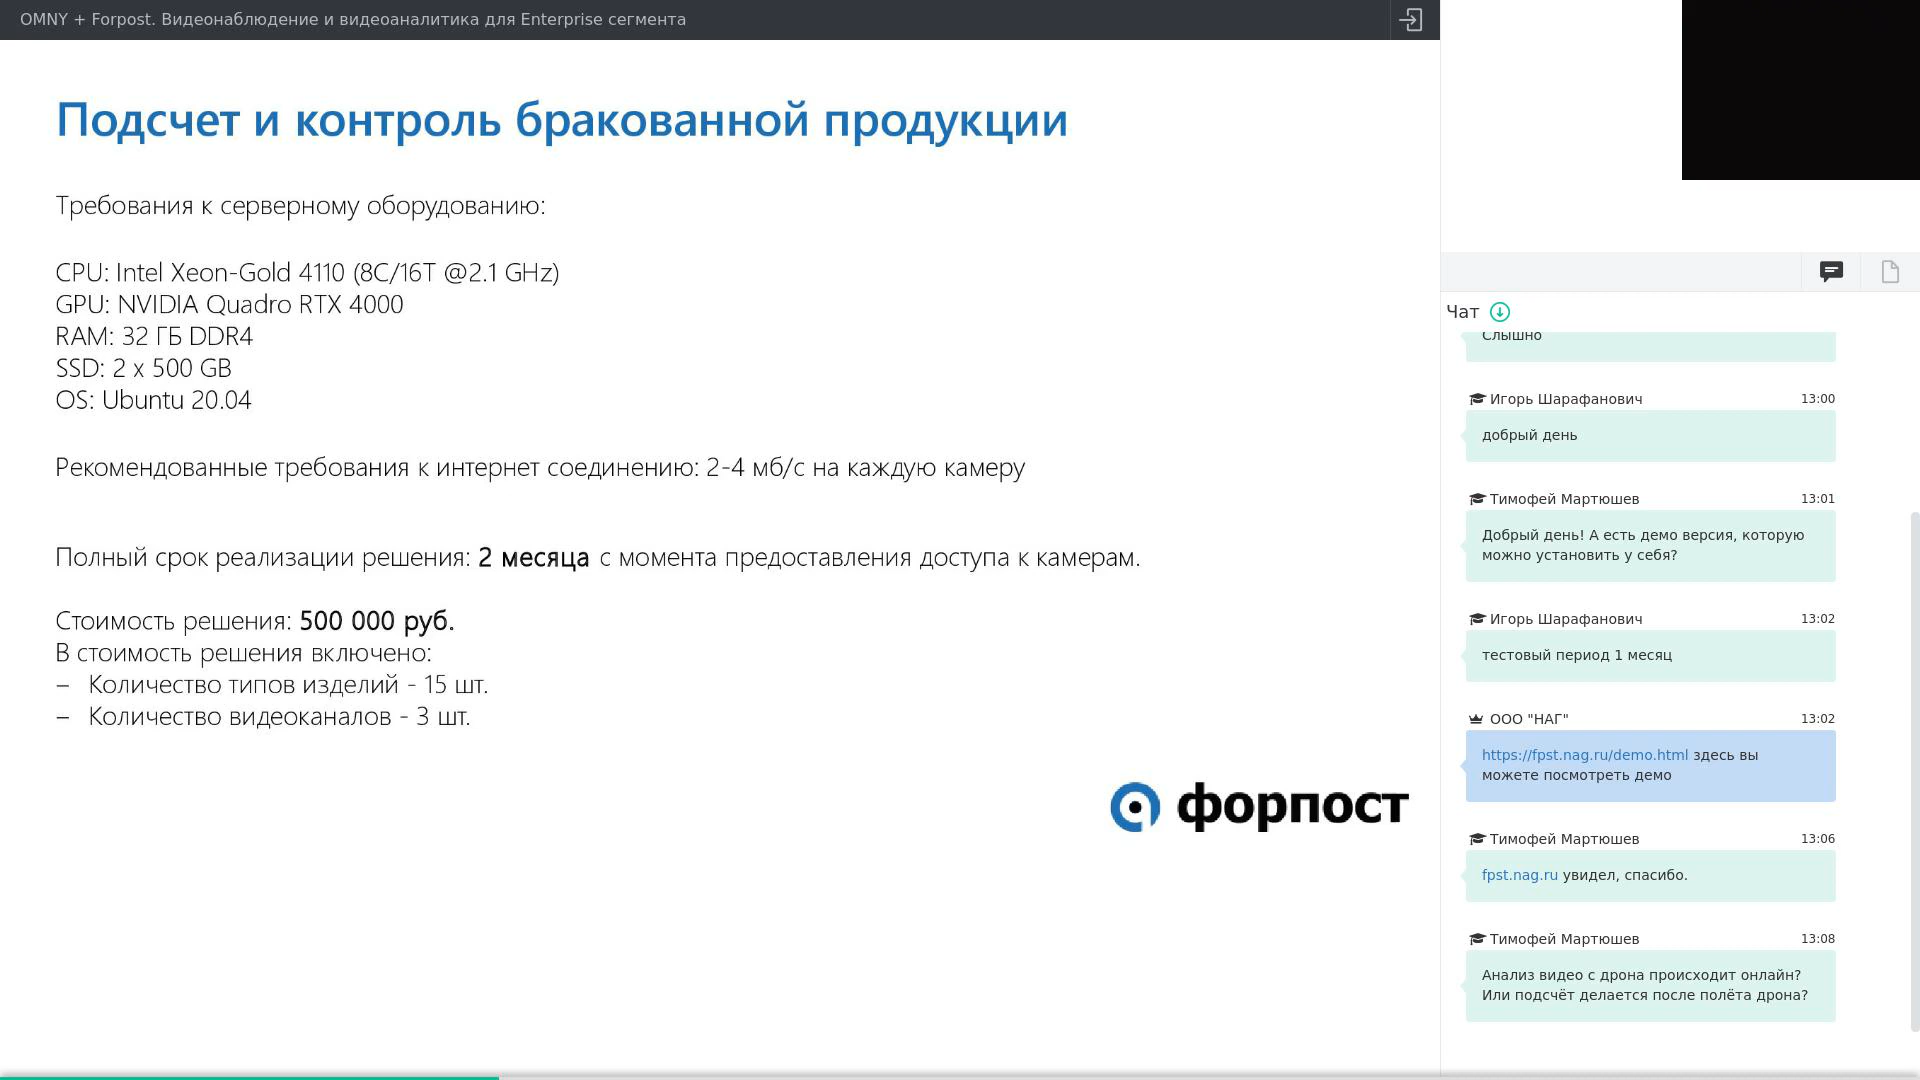 OMNY + Forpost. Видеонаблюдение и видеоаналитика для Enterprise сегмента
Подсчет и контроль бракованной продукции
Требования к серверному оборудованию:
CPU: Intel Xeon-Gold 4110 (8C/16T @2.1 GHz)
GPU: NVIDIA Quadro RTX 4000
RAM: 32 ГБ DDR4
SSD: 2 x 500 GB
OS: Ubuntu 20.04
Рекомендованные требования к интернет соединению: 2-4 мб/с на каждую камеру
Полный срок реализации решения: 2 месяца с момента предоставления доступа к камерам.
Стоимость решения: 500 000 руб.
В стоимость решения включено:
– Количество типов изделий - 15 шт.
– Количество видеоканалов - 3 шт.
форпост
Чат
Слышно
Игорь Шарафанович 13:00
добрый день
Тимофей Мартюшев 13:01
Добрый день! А есть демо версия, которую
можно установить у себя?
Игорь Шарафанович 13:02
тестовый период 1 месяц
ООО "НАГ" 13:02
https://fpst.nag.ru/demo.html здесь вы
можете посмотреть демо
Тимофей Мартюшев 13:06
fpst.nag.ru увидел, спасибо.
Тимофей Мартюшев 13:08
Анализ видео с дрона происходит онлайн?
Или подсчёт делается после полёта дрона?